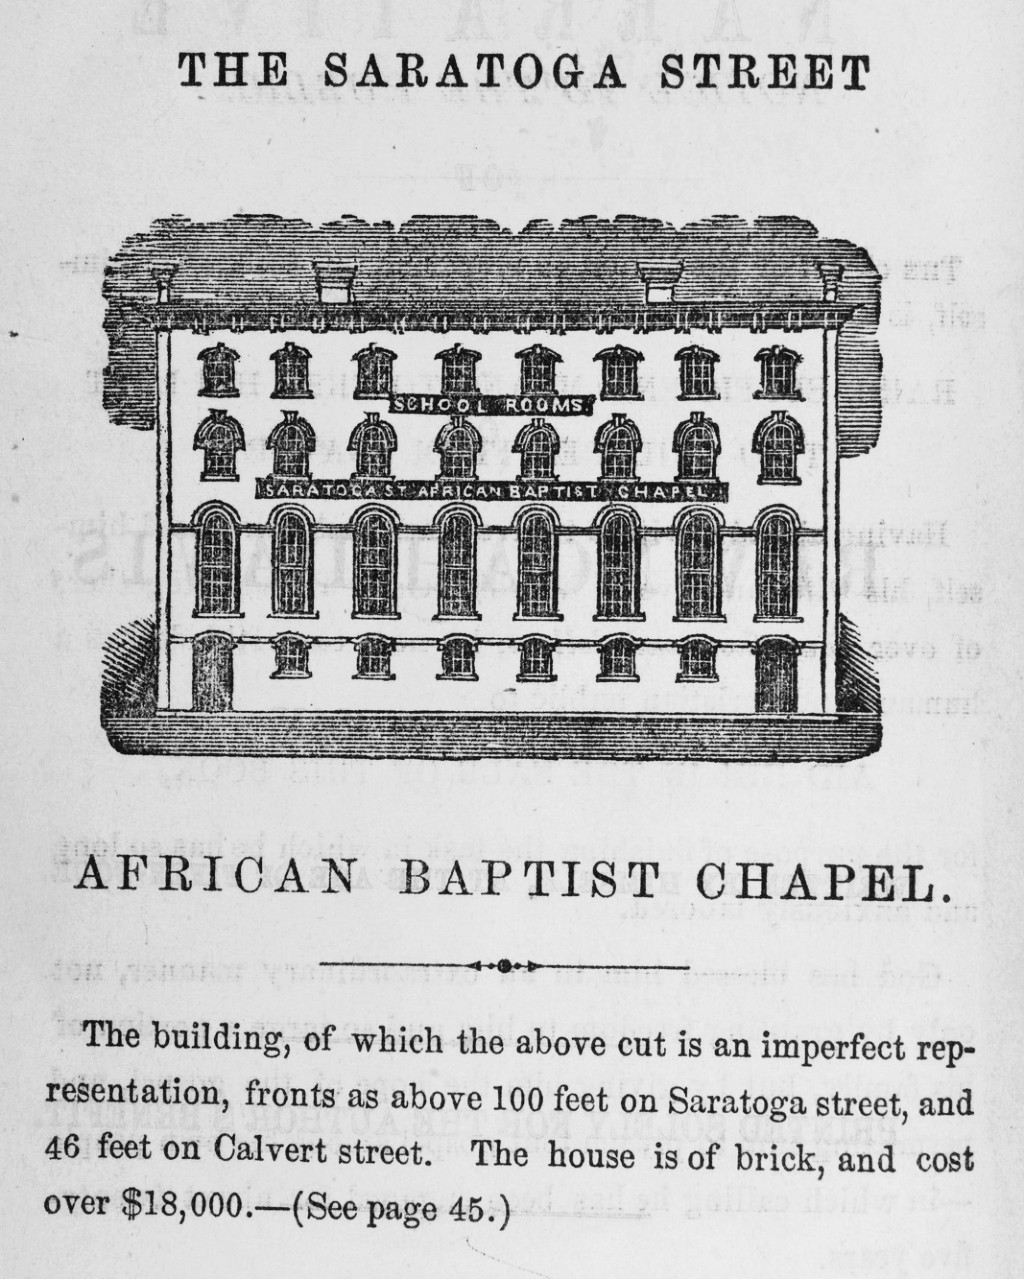 THE SARATOGA STREET
SCHOOL ROOMS.
SARATOGA ST. AFRICAN BAPTIST CHAPEL.
AFRICAN BAPTIST CHAPEL.
The building, of which the above cut is an imperfect rep-
resentation, fronts as above 100 feet on Saratoga street, and
46 feet on Calvert street. The house is of brick, and cost
over $18,000.—(See page 45.)